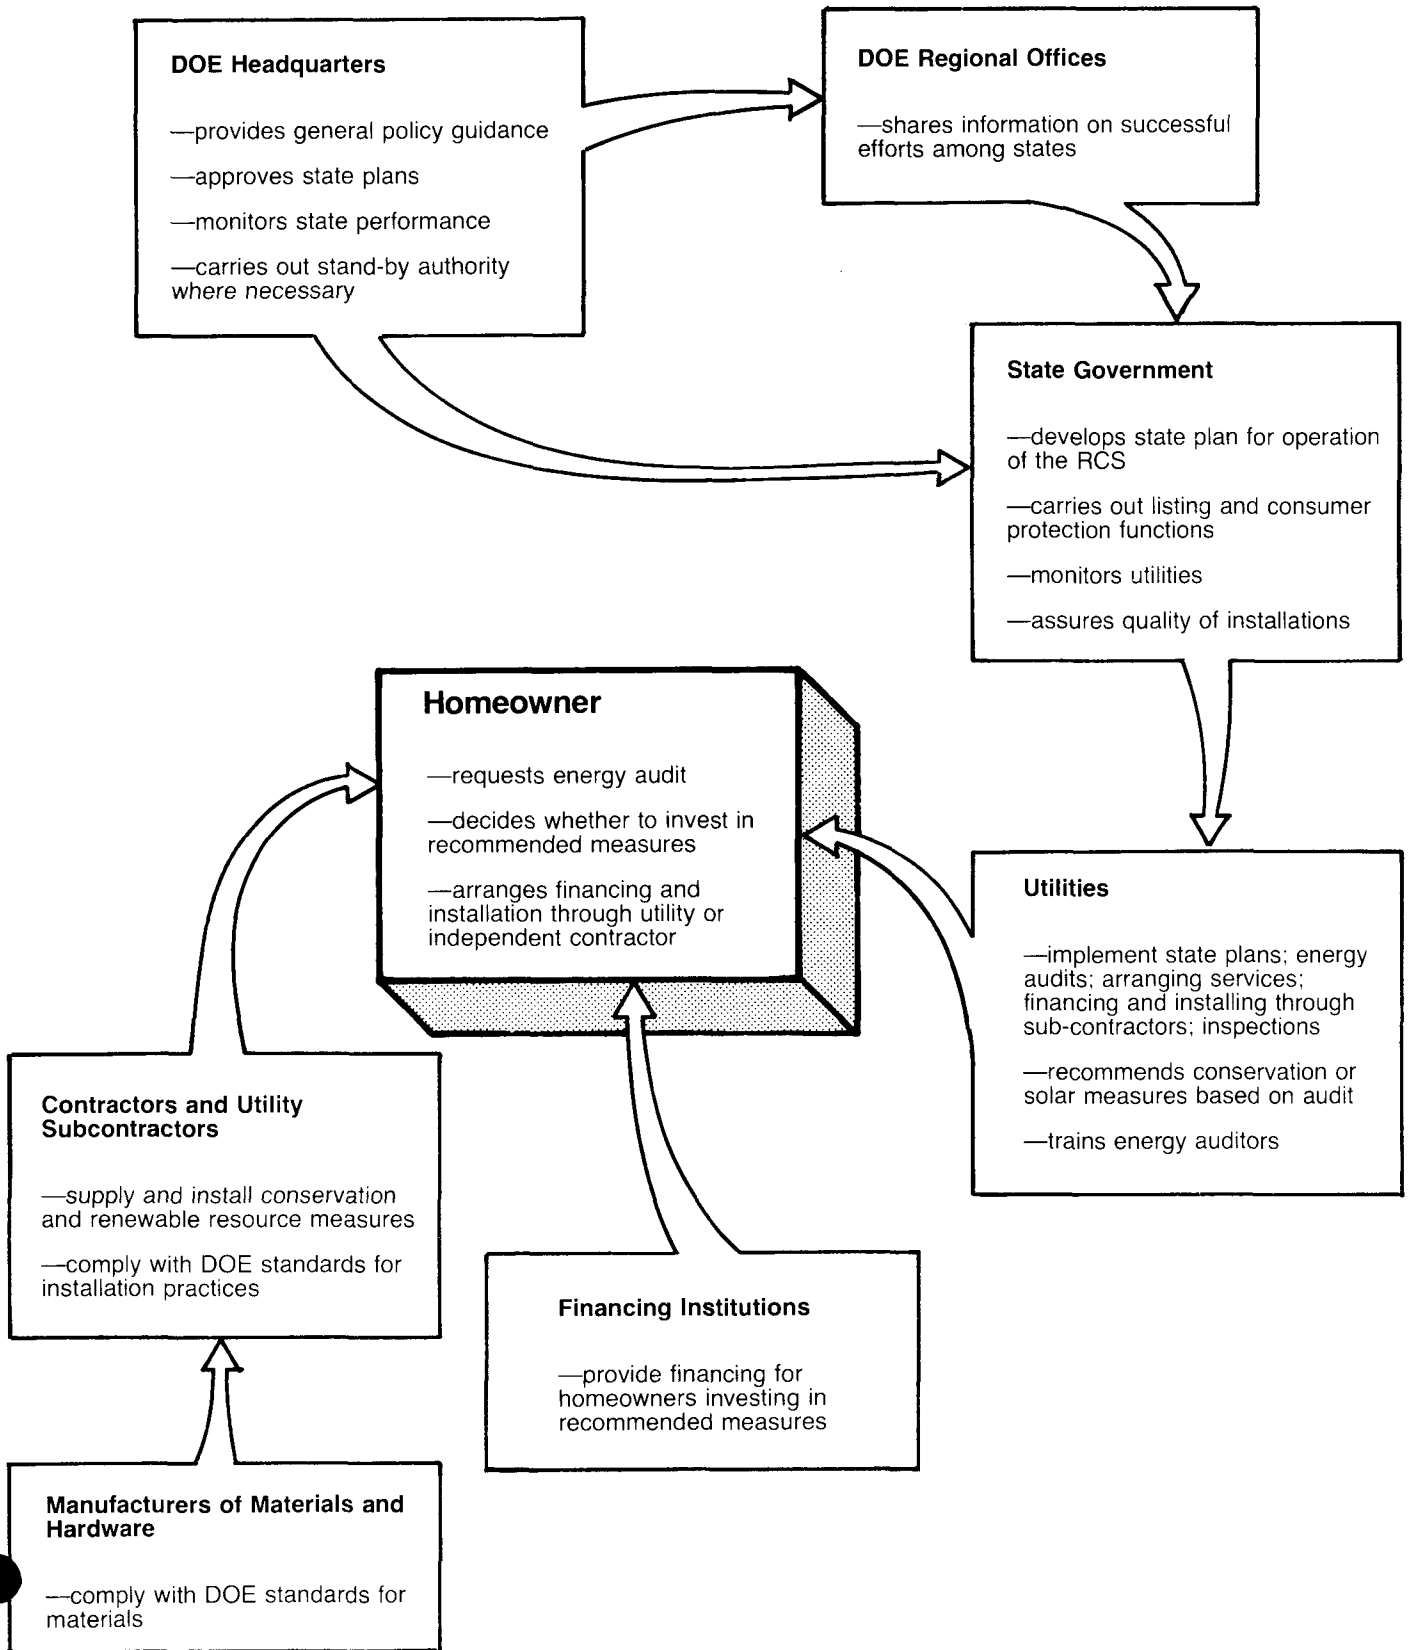 DOE Headquarters
—provides general policy guidance
—approves state plans
—monitors state performance
—carries out stand-by authority
where necessary
DOE Regional Offices
—shares information on successful
efforts among states
State Government
—develops state plan for operation
of the RCS
—carries out listing and consumer
protection functions
—monitors utilities
—assures quality of installations
Homeowner
—requests energy audit
—decides whether to invest in
recommended measures
—arranges financing and
installation through utility or
independent contractor
Utilities
—implement state plans; energy
audits; arranging services;
financing and installing through
sub-contractors; inspections
—recommends conservation or
solar measures based on audit
—trains energy auditors
Contractors and Utility
Subcontractors
—supply and install conservation
and renewable resource measures
—comply with DOE standards for
installation practices
Financing Institutions
—provide financing for
homeowners investing in
recommended measures
Manufacturers of Materials and
Hardware
—comply with DOE standards for
materials